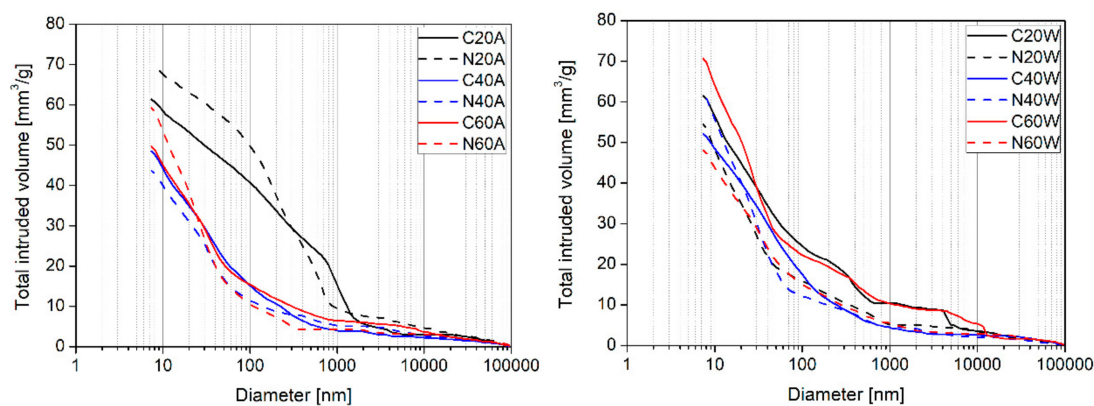 80
70
60
50
40
30
20
10
0
Total intruded volume [mm³/g]
1
10
100
1000
10000
100000
Diameter [nm]
C20A
N20A
C40A
N40A
C60A
N60A
80
70
60
50
40
30
20
10
0
Total intruded volume [mm³/g]
1
10
100
1000
10000
100000
Diameter [nm]
C20W
N20W
C40W
N40W
C60W
N60W